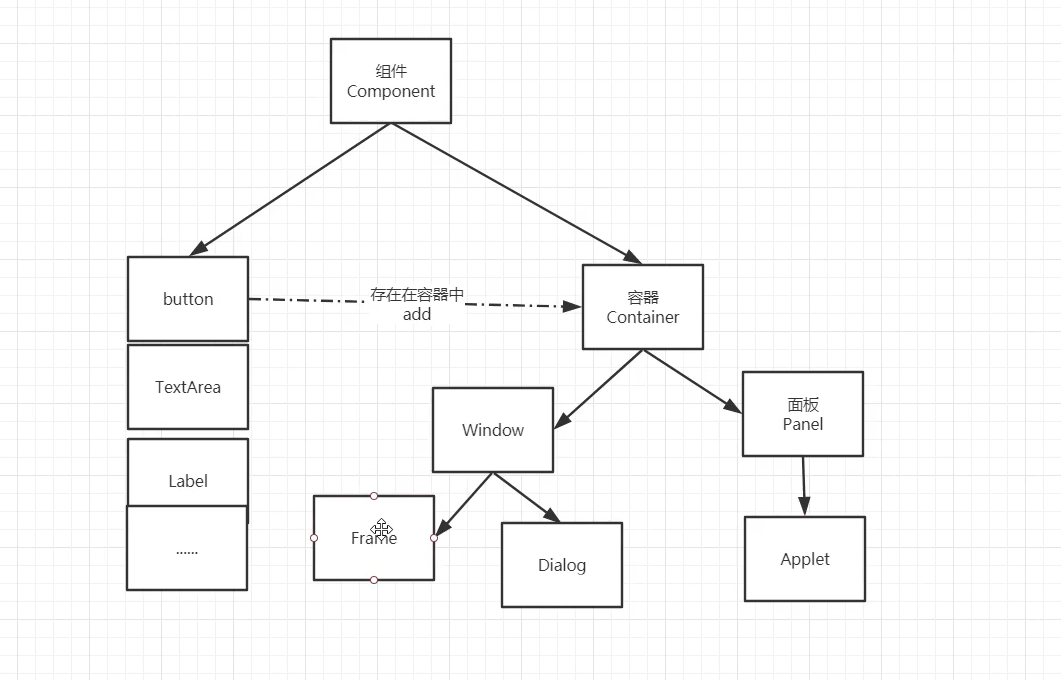 组件
Component
button
存在在容器中
add
容器
Container
TextArea
Window
面板
Panel
Label
Frame
......
Dialog
Applet